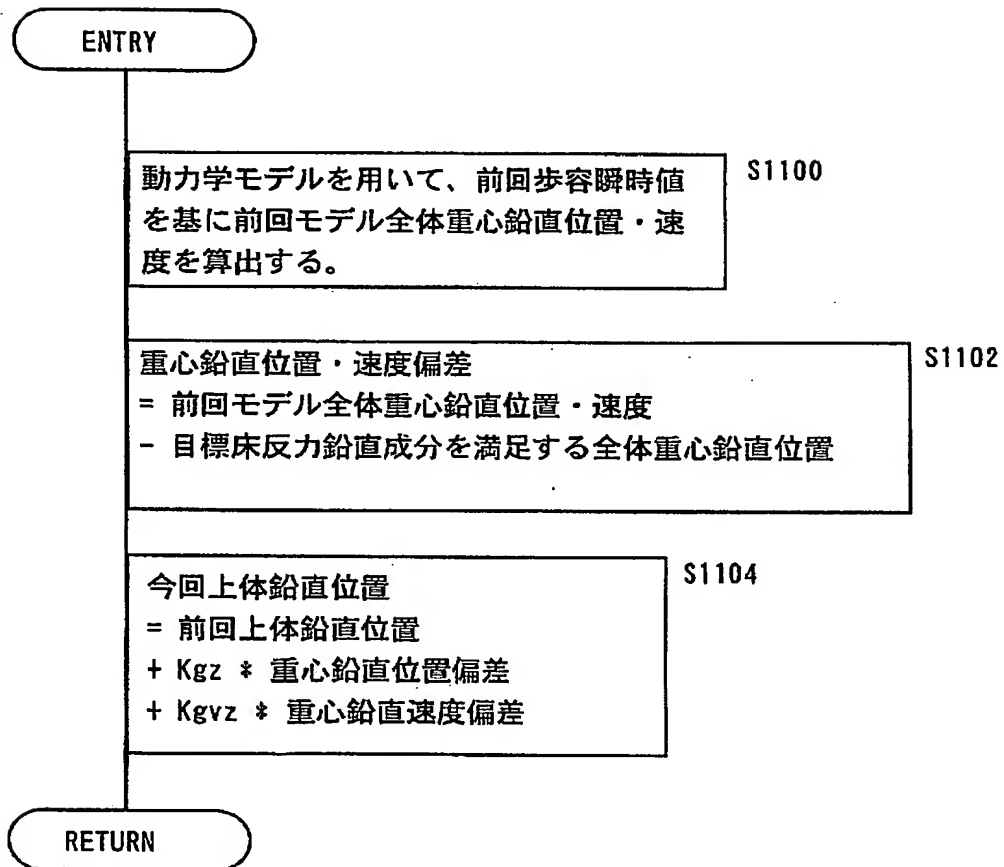 ENTRY
動力学モデルを用いて、前回歩容瞬時値
を基に前回モデル全体重心鉛直位置・速
度を算出する。
S1100
重心鉛直位置・速度偏差
= 前回モデル全体重心鉛直位置・速度
- 目標床反力鉛直成分を満足する全体重心鉛直位置
S1102
今回上体鉛直位置
= 前回上体鉛直位置
+ Kgz * 重心鉛直位置偏差
+ Kgvz * 重心鉛直速度偏差
S1104
RETURN